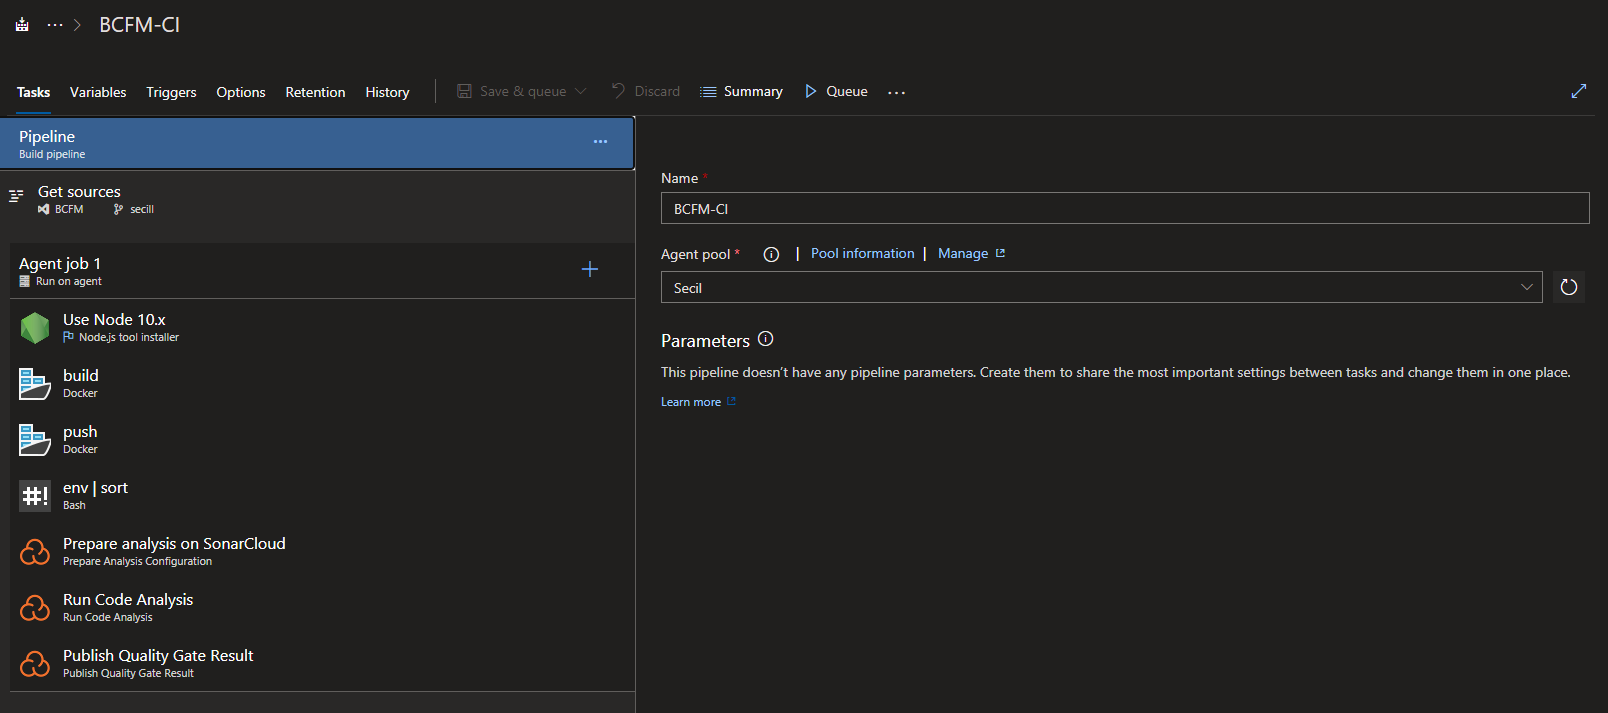 ··· > BCFM-CI
Tasks Variables Triggers Options Retention History Save & queue Discard Summary Queue ...
Pipeline
Build pipeline
...
Get sources
BCFM secill
Agent job 1
Run on agent
Use Node 10.x
Node.js tool installer
build
Docker
push
Docker
#! env | sort
Bash
Prepare analysis on SonarCloud
Prepare Analysis Configuration
Run Code Analysis
Run Code Analysis
Publish Quality Gate Result
Publish Quality Gate Result
Name *
BCFM-CI
Agent pool * | Pool information | Manage
Secil
Parameters
This pipeline doesn't have any pipeline parameters. Create them to share the most important settings between tasks and change them in one place.
Learn more